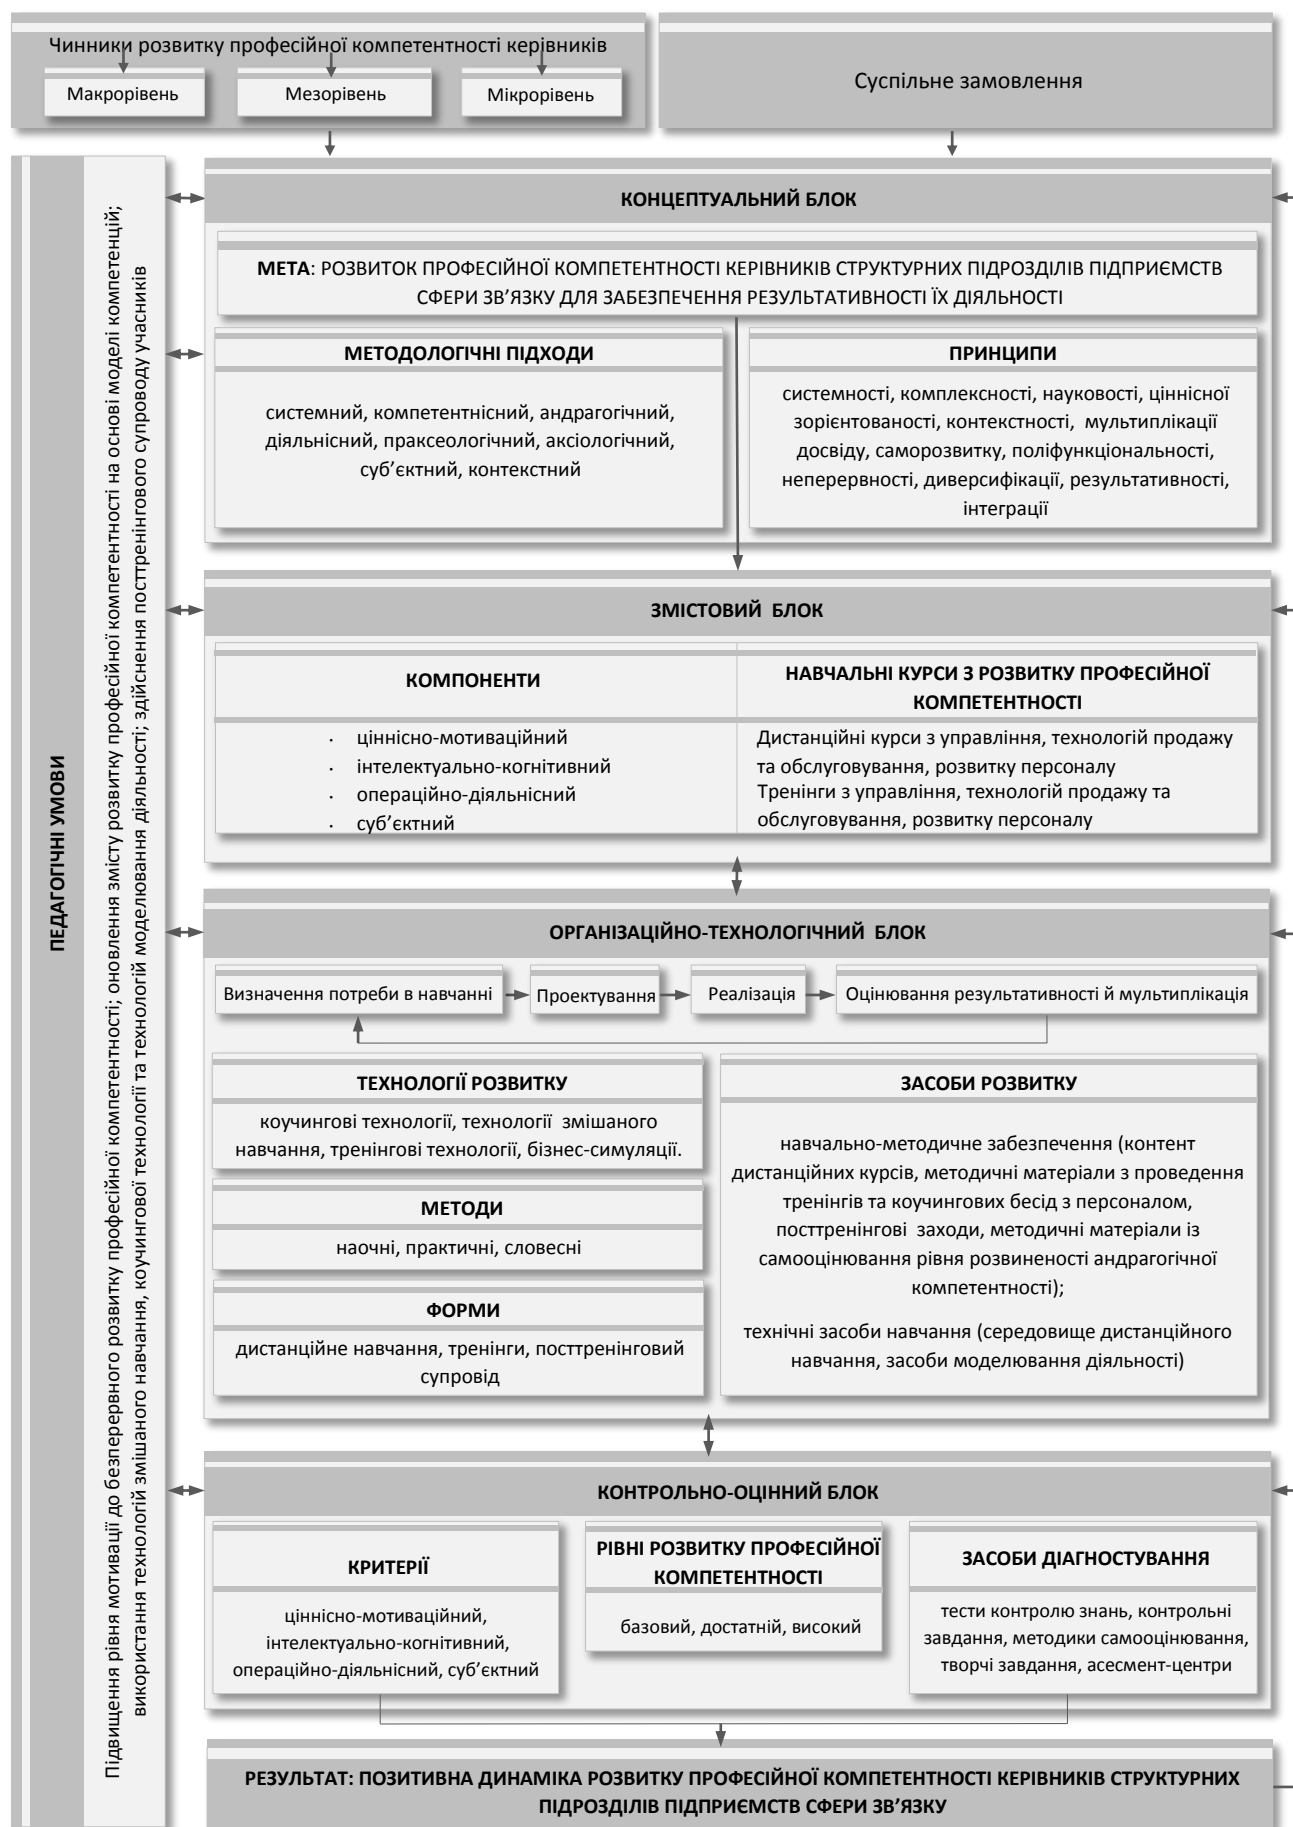 Чинники розвитку професійної компетентності керівників
Макрорівень
Мезорівень
Мікрорівень
Суспільне замовлення
ПЕДАГОГІЧНІ УМОВИ
Підвищення рівня мотивації до безперервного розвитку професійної компетентності; оновлення змісту розвитку професійної компетентності на основі моделі компетенцій;
використання технологій змішаного навчання, коучингової технології та технологій моделювання діяльності; здійснення посттренінгового супроводу учасників
КОНЦЕПТУАЛЬНИЙ БЛОК
МЕТА: РОЗВИТОК ПРОФЕСІЙНОЇ КОМПЕТЕНТНОСТІ КЕРІВНИКІВ СТРУКТУРНИХ ПІДРОЗДІЛІВ ПІДПРИЄМСТВ
СФЕРИ ЗВ’ЯЗКУ ДЛЯ ЗАБЕЗПЕЧЕННЯ РЕЗУЛЬТАТИВНОСТІ ЇХ ДІЯЛЬНОСТІ
МЕТОДОЛОГІЧНІ ПІДХОДИ
системний, компетентнісний, андрагогічний,
діяльнісний, праксеологічний, аксіологічний,
суб’єктний, контекстний
ПРИНЦИПИ
системності, комплексності, науковості, ціннісної
зорієнтованості, контекстності, мультиплікації
досвіду, саморозвитку, поліфункціональності,
неперервності, диверсифікації, результативності,
інтеграції
ЗМІСТОВИЙ БЛОК
КОМПОНЕНТИ
· ціннісно-мотиваційний
· інтелектуально-когнітивний
· операційно-діяльнісний
· суб’єктний
НАВЧАЛЬНІ КУРСИ З РОЗВИТКУ ПРОФЕСІЙНОЇ
КОМПЕТЕНТНОСТІ
Дистанційні курси з управління, технологій продажу
та обслуговування, розвитку персоналу
Тренінги з управління, технологій продажу та
обслуговування, розвитку персоналу
ОРГАНІЗАЦІЙНО-ТЕХНОЛОГІЧНИЙ БЛОК
Визначення потреби в навчанні
Проектування
Реалізація
Оцінювання результативності й мультиплікація
ТЕХНОЛОГІЇ РОЗВИТКУ
коучингові технології, технології змішаного
навчання, тренінгові технології, бізнес-симуляції.
МЕТОДИ
наочні, практичні, словесні
ФОРМИ
дистанційне навчання, тренінги, посттренінговий
супровід
ЗАСОБИ РОЗВИТКУ
навчально-методичне забезпечення (контент
дистанційних курсів, методичні матеріали з проведення
тренінгів та коучингових бесід з персоналом,
посттренінгові заходи, методичні матеріали із
самооцінювання рівня розвиненості андрагогічної
компетентності);
технічні засоби навчання (середовище дистанційного
навчання, засоби моделювання діяльності)
КОНТРОЛЬНО-ОЦІННИЙ БЛОК
КРИТЕРІЇ
ціннісно-мотиваційний,
інтелектуально-когнітивний,
операційно-діяльнісний, суб’єктний
РІВНІ РОЗВИТКУ ПРОФЕСІЙНОЇ
КОМПЕТЕНТНОСТІ
базовий, достатній, високий
ЗАСОБИ ДІАГНОСТУВАННЯ
тести контролю знань, контрольні
завдання, методики самооцінювання,
творчі завдання, асесмент-центри
РЕЗУЛЬТАТ: ПОЗИТИВНА ДИНАМІКА РОЗВИТКУ ПРОФЕСІЙНОЇ КОМПЕТЕНТНОСТІ КЕРІВНИКІВ СТРУКТУРНИХ
ПІДРОЗДІЛІВ ПІДПРИЄМСТВ СФЕРИ ЗВ’ЯЗКУ